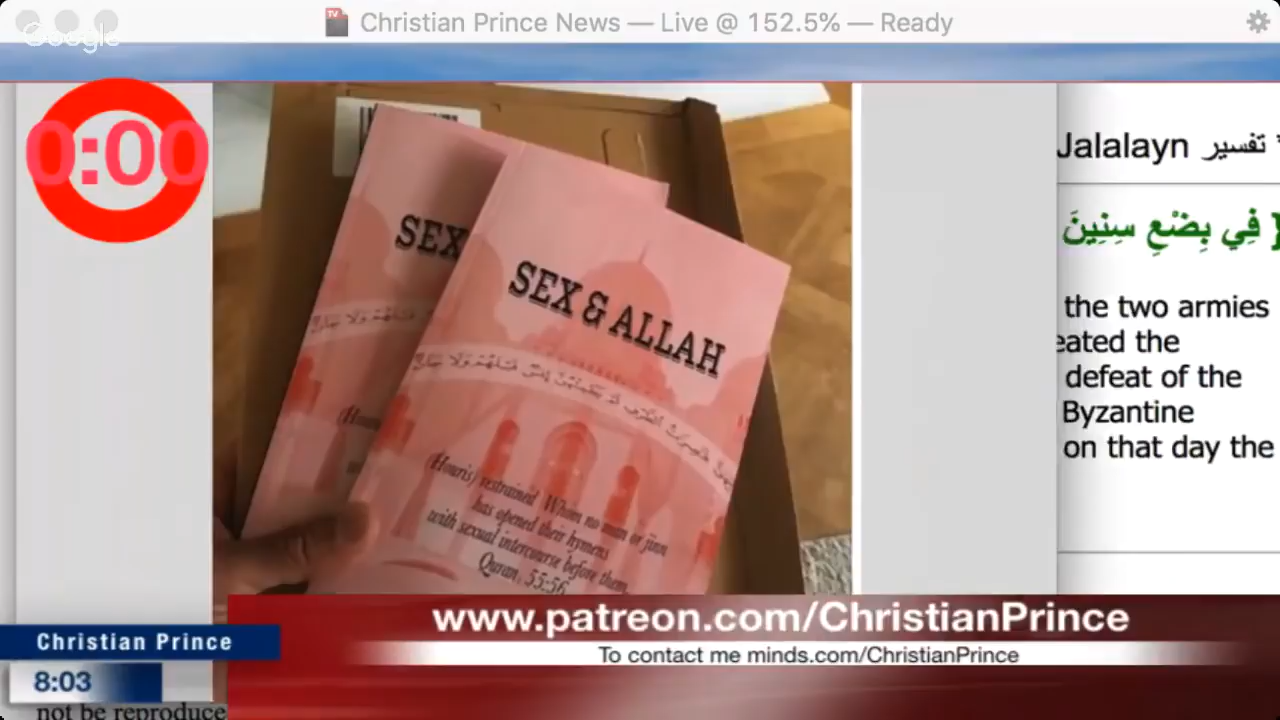 Christian Prince News — Live @ 152.5% — Ready
Google
TV
0:00
SEX
SEX & ALLAH
(Houris) restrained Whom no man or jinn
has opened their hymens
with sexual intercourse before them
Quran, 55:56
Jalalayn تفسير *
{ فِي بِضْعِ سِنِينَ
the two armies
eated the
defeat of the
Byzantine
on that day the
www.patreon.com/ChristianPrince
To contact me minds.com/ChristianPrince
Christian Prince
8:03
not be reproduce